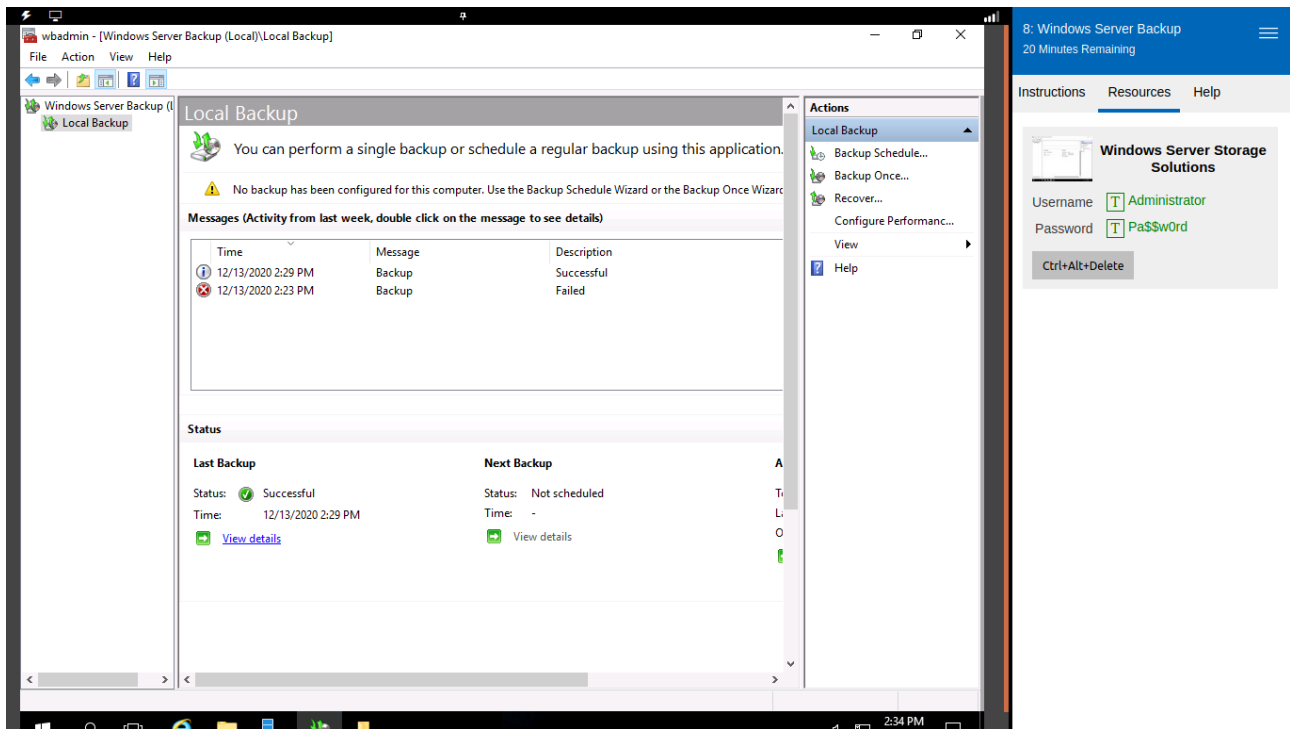 wbadmin - [Windows Server Backup (Local)\Local Backup]
File Action View Help
Windows Server Backup (L
Local Backup
Local Backup
You can perform a single backup or schedule a regular backup using this application.
No backup has been configured for this computer. Use the Backup Schedule Wizard or the Backup Once Wizard
Messages (Activity from last week, double click on the message to see details)
Time Message Description
12/13/2020 2:29 PM Backup Successful
12/13/2020 2:23 PM Backup Failed
Status
Last Backup
Status: Successful
Time: 12/13/2020 2:29 PM
View details
Next Backup
Status: Not scheduled
Time: -
View details
A
T
L
O
Actions
Local Backup
Backup Schedule...
Backup Once...
Recover...
Configure Performanc...
View
Help
2:34 PM
8: Windows Server Backup
20 Minutes Remaining
Instructions Resources Help
Windows Server Storage
Solutions
Username T Administrator
Password T Pa$$w0rd
Ctrl+Alt+Delete